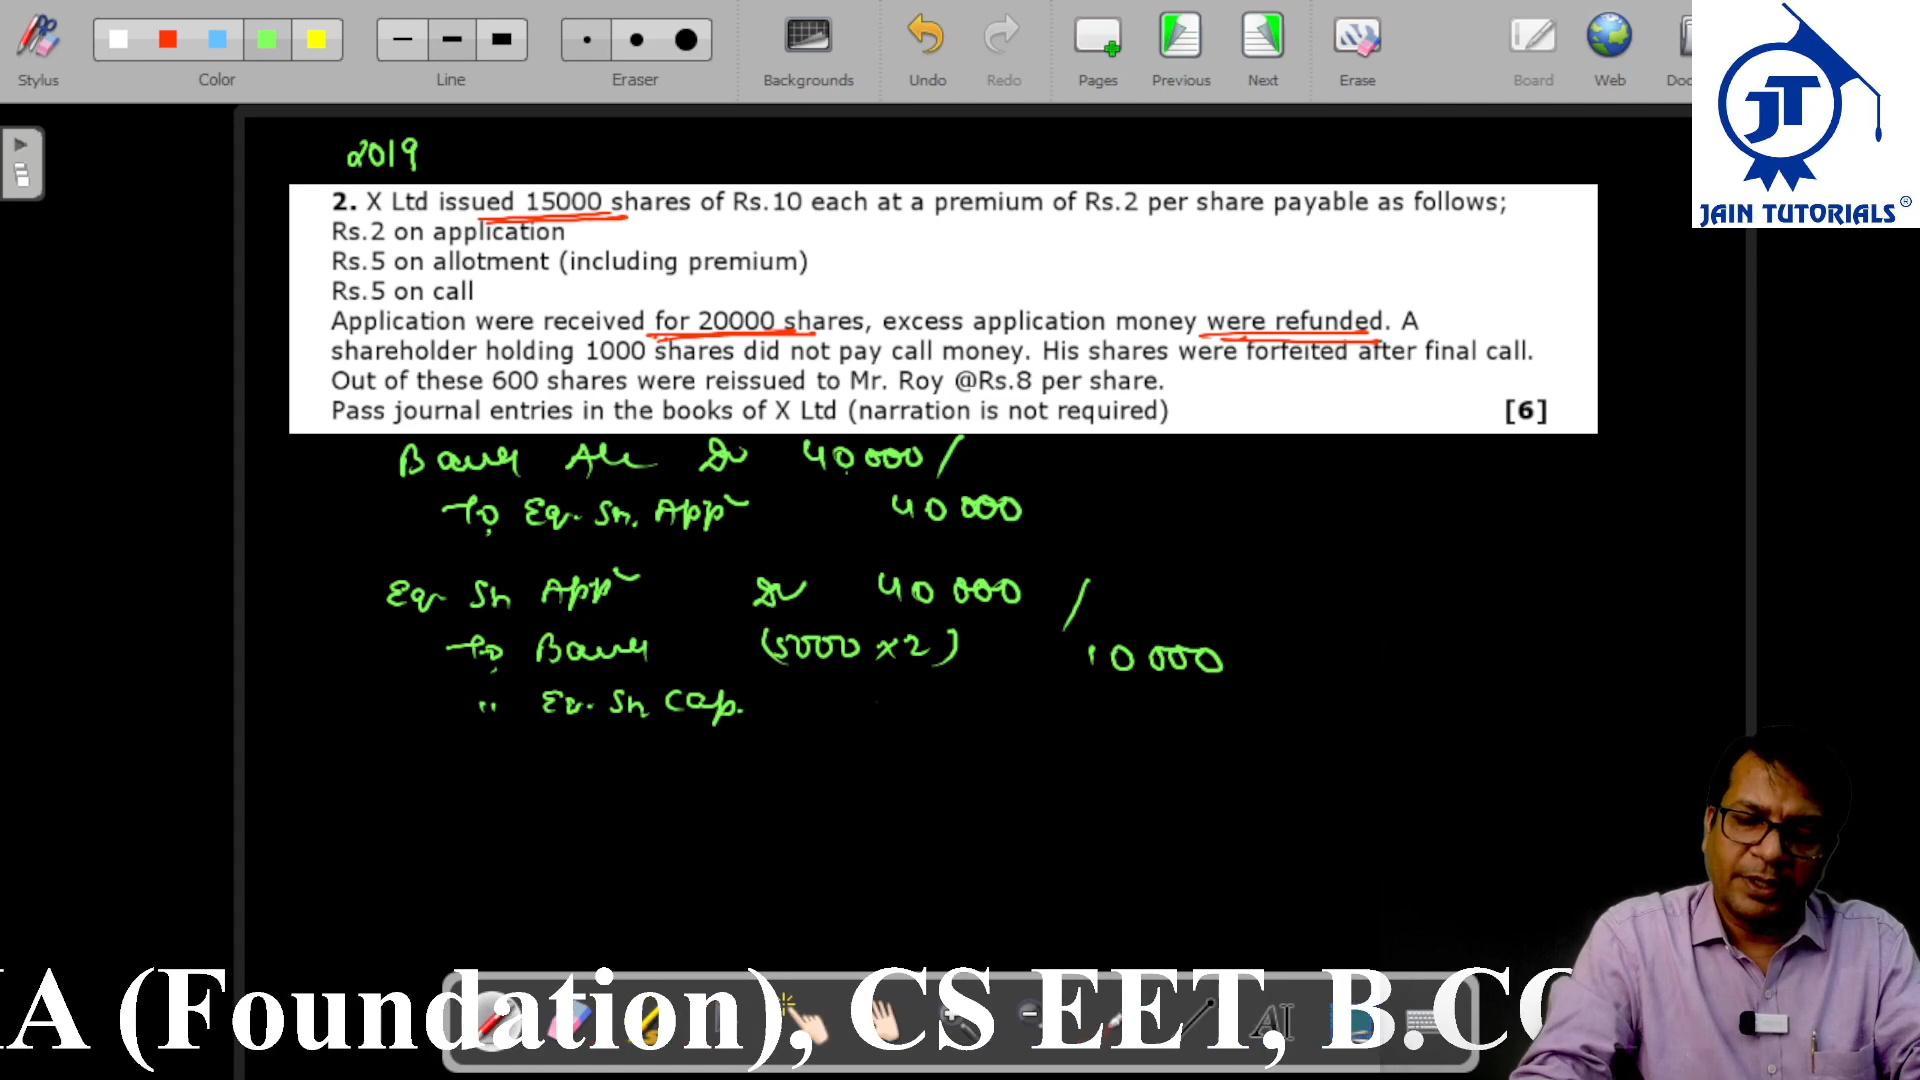 Stylus
Color
Line
Eraser
Backgrounds
Undo
Redo
Pages
Previous
Next
Erase
Board
Web
JT
JAIN TUTORIALS®
2019
2. X Ltd issued 15000 shares of Rs.10 each at a premium of Rs.2 per share payable as follows;
Rs.2 on application
Rs.5 on allotment (including premium)
Rs.5 on call
Application were received for 20000 shares, excess application money were refunded. A
shareholder holding 1000 shares did not pay call money. His shares were forfeited after final call.
Out of these 600 shares were reissued to Mr. Roy @Rs.8 per share.
Pass journal entries in the books of X Ltd (narration is not required) [6]
Bank A/c Dr 40000/
To Eq. Sh. Appn 40000
Eq Sh Appn Dr 40000 /
To Bank (5000 x 2) 10000
" Eq. Sh Cap.
A (Foundation), CS EET, B.CO